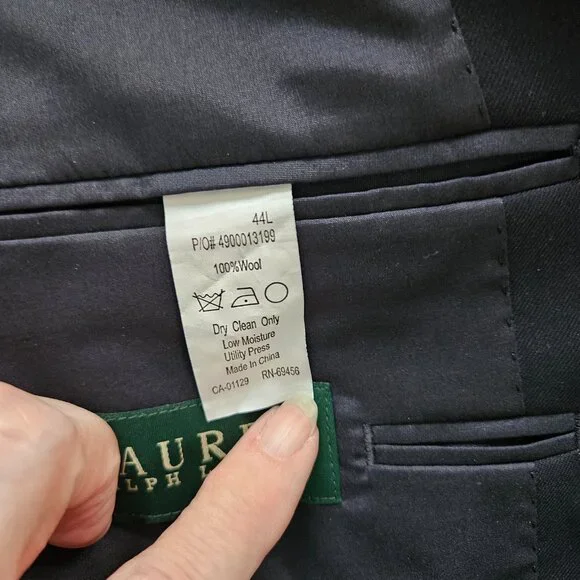 44L
P/O# 4900013199
100%Wool
Dry Clean Only
Low Moisture
Utility Press
Made In China
CA-01129 RN-69456
AURE
LPH L